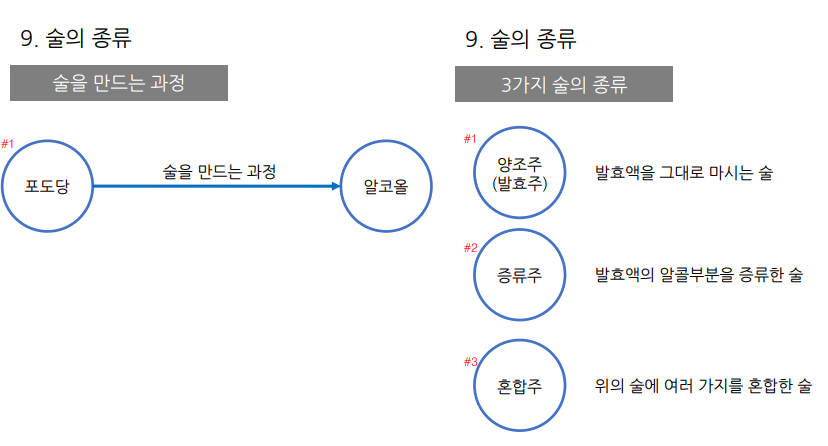 9. 술의 종류
술을 만드는 과정
#1
포도당
술을 만드는 과정
알코올
9. 술의 종류
3가지 술의 종류
#1
양조주
(발효주)
발효액을 그대로 마시는 술
#2
증류주
발효액의 알콜부분을 증류한 술
#3
혼합주
위의 술에 여러 가지를 혼합한 술